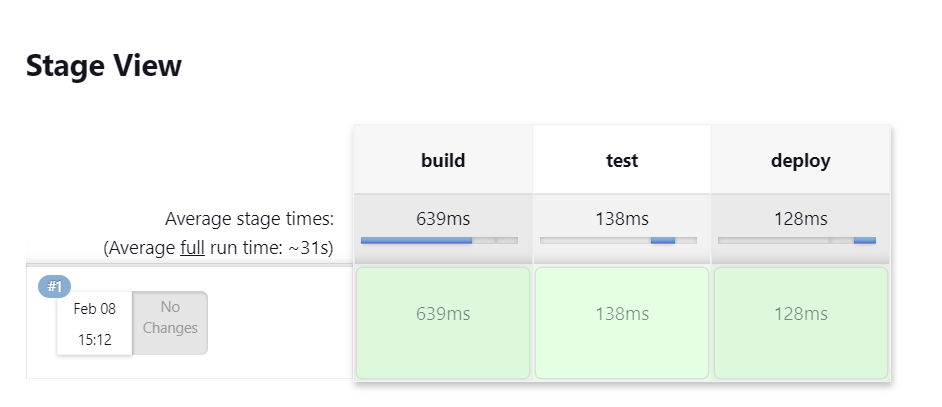 Stage View
build test deploy
Average stage times: 639ms 138ms 128ms
(Average full run time: ~31s)
#1
Feb 08 No
Changes
15:12
639ms 138ms 128ms